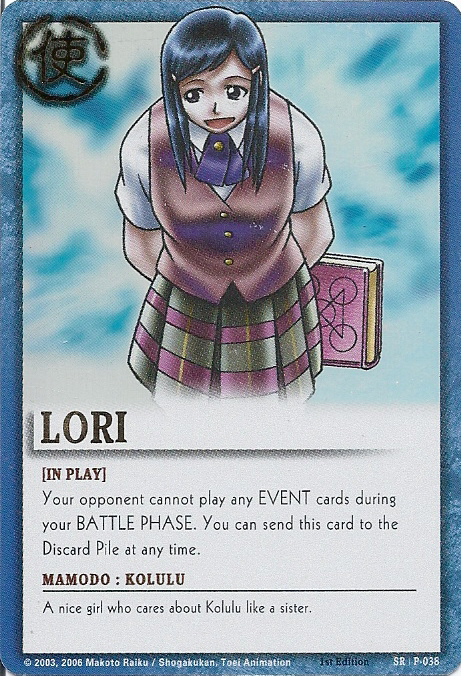 使
LORI
[IN PLAY]
Your opponent cannot play any EVENT cards during
your BATTLE PHASE. You can send this card to the
Discard Pile at any time.
MAMODO : KOLULU
A nice girl who cares about Kolulu like a sister.
© 2003, 2006 Makoto Raiku / Shogakukan, Toei Animation 1st Edition SR | P-038